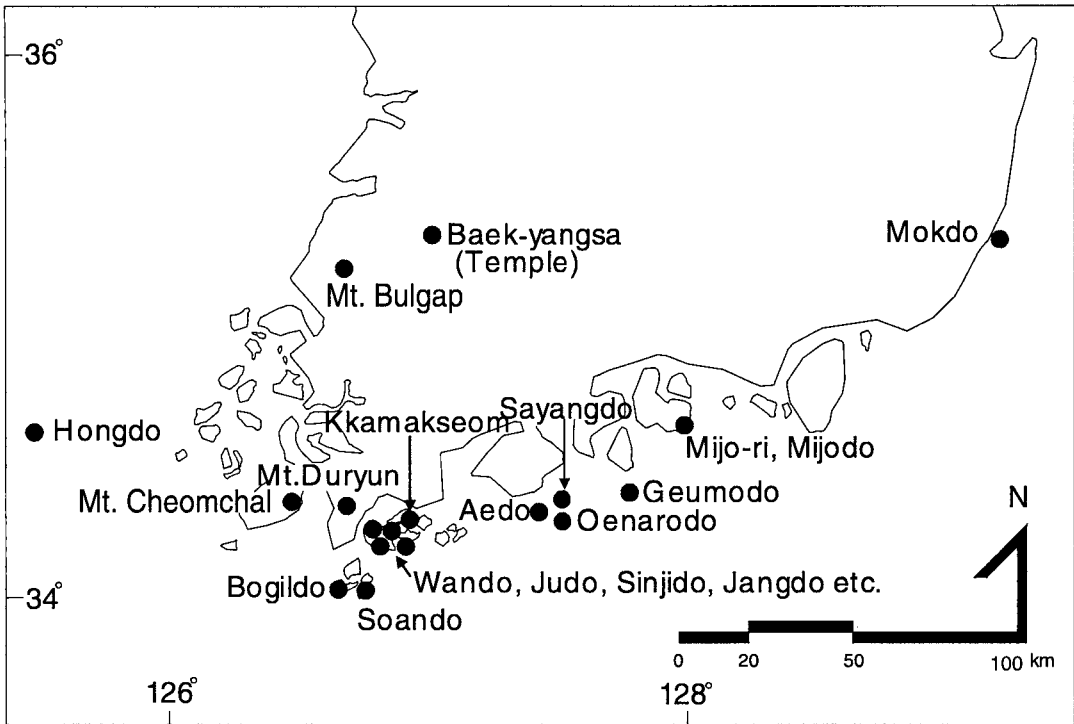 36°
Baek-yangsa
(Temple)
Mokdo
Mt. Bulgap
Sayangdo
Kkamakseom
Hongdo
Mijo-ri, Mijodo
Mt.Duryun
Mt. Cheomchal
Geumodo
N
Aedo
Oenarodo
Bogildo
Wando, Judo, Sinjido, Jangdo etc.
34°
Soando
0 20 50 100 km
126° 128°